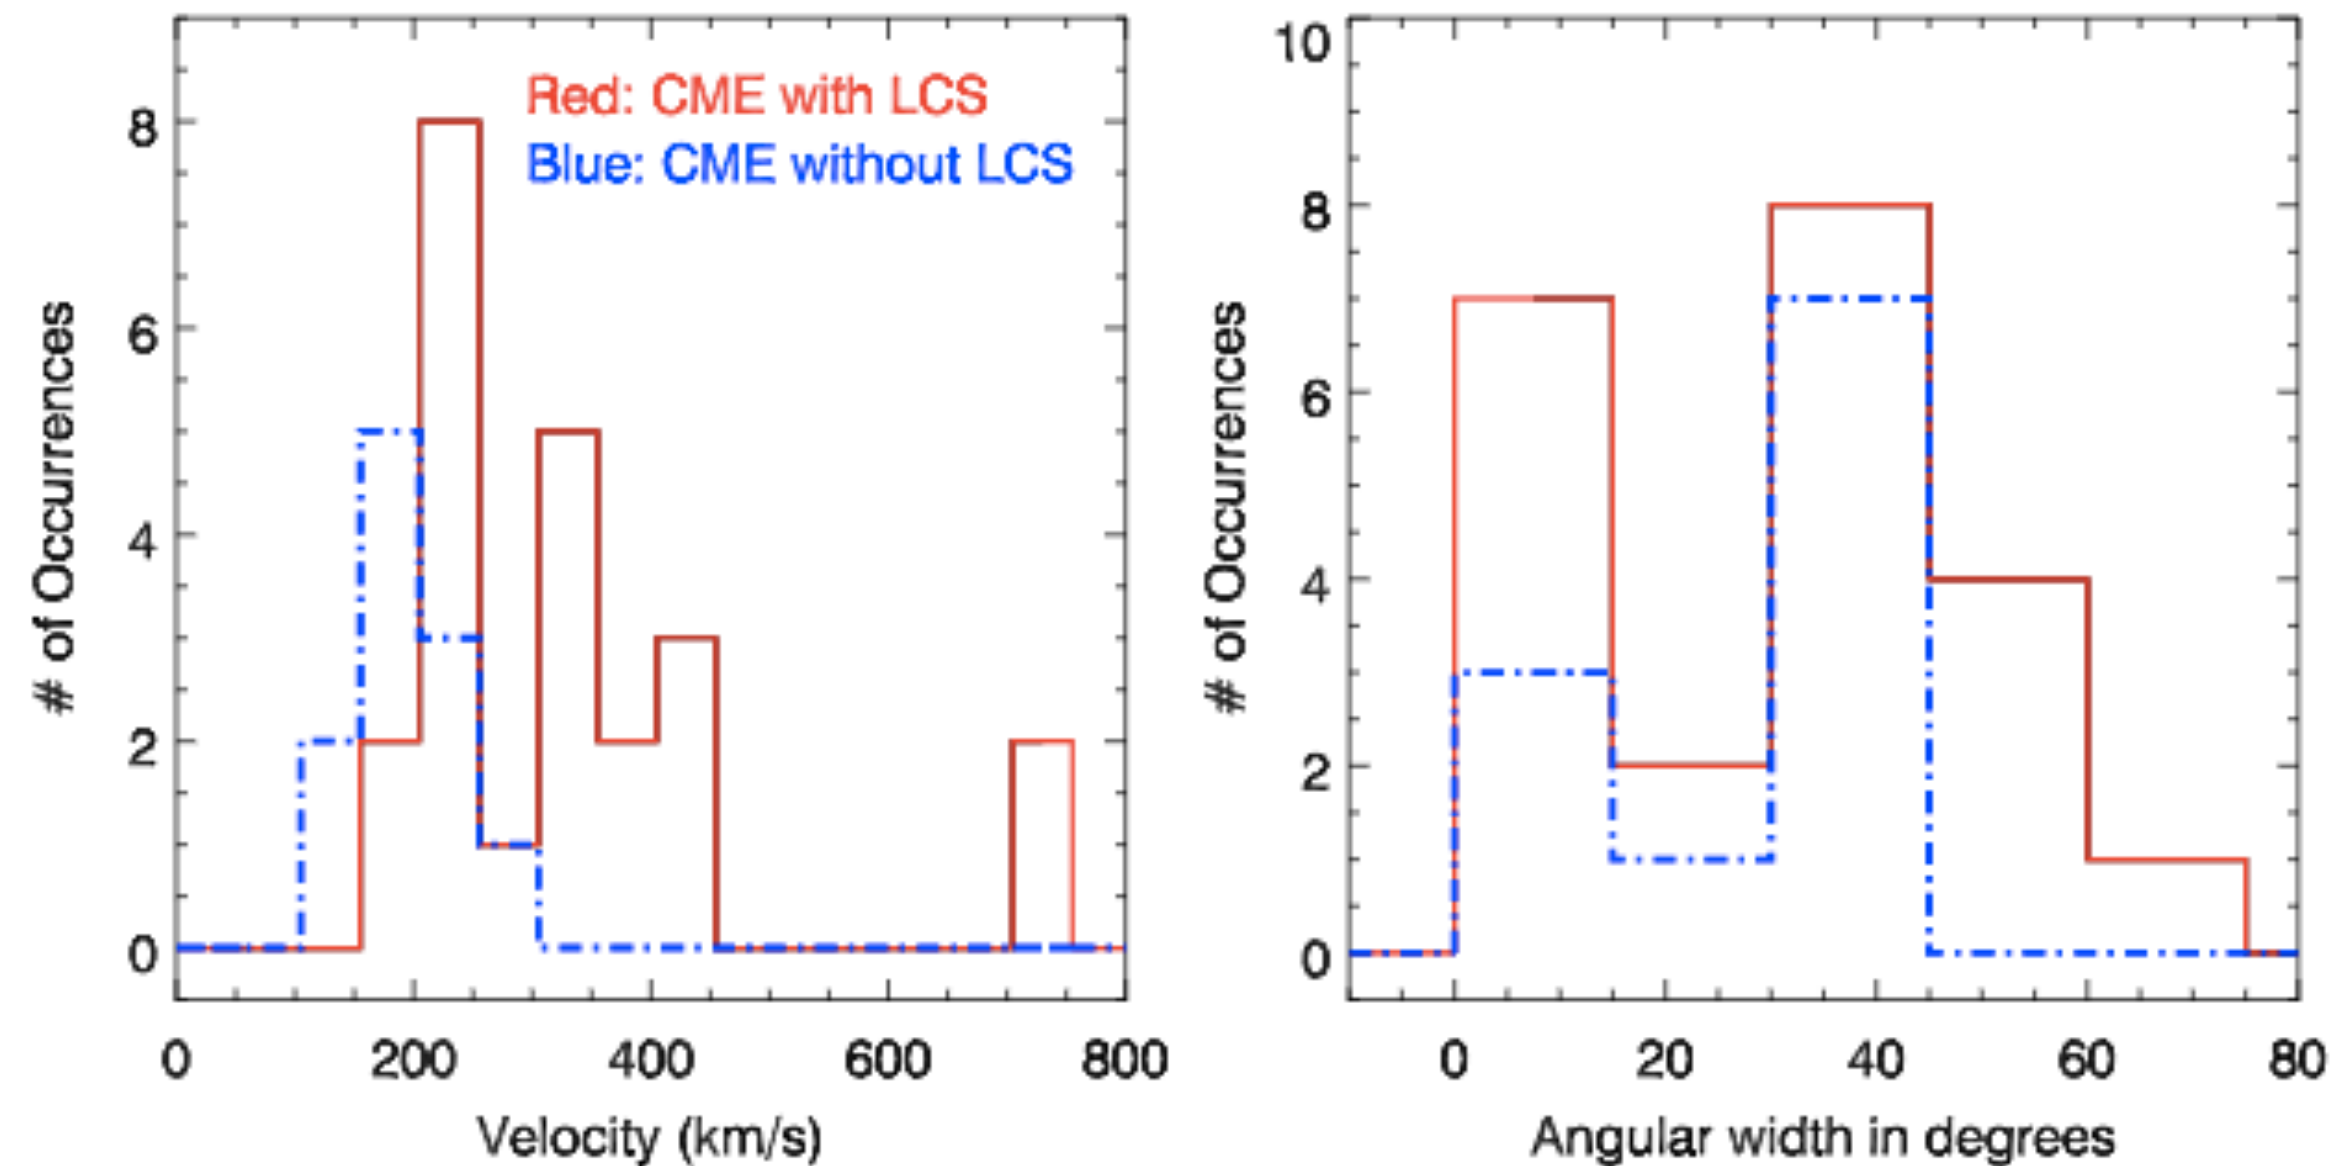 Red: CME with LCS
Blue: CME without LCS
# of Occurrences
8
6
4
2
0
0 200 400 600 800
Velocity (km/s)
# of Occurrences
10
8
6
4
2
0
0 20 40 60 80
Angular width in degrees